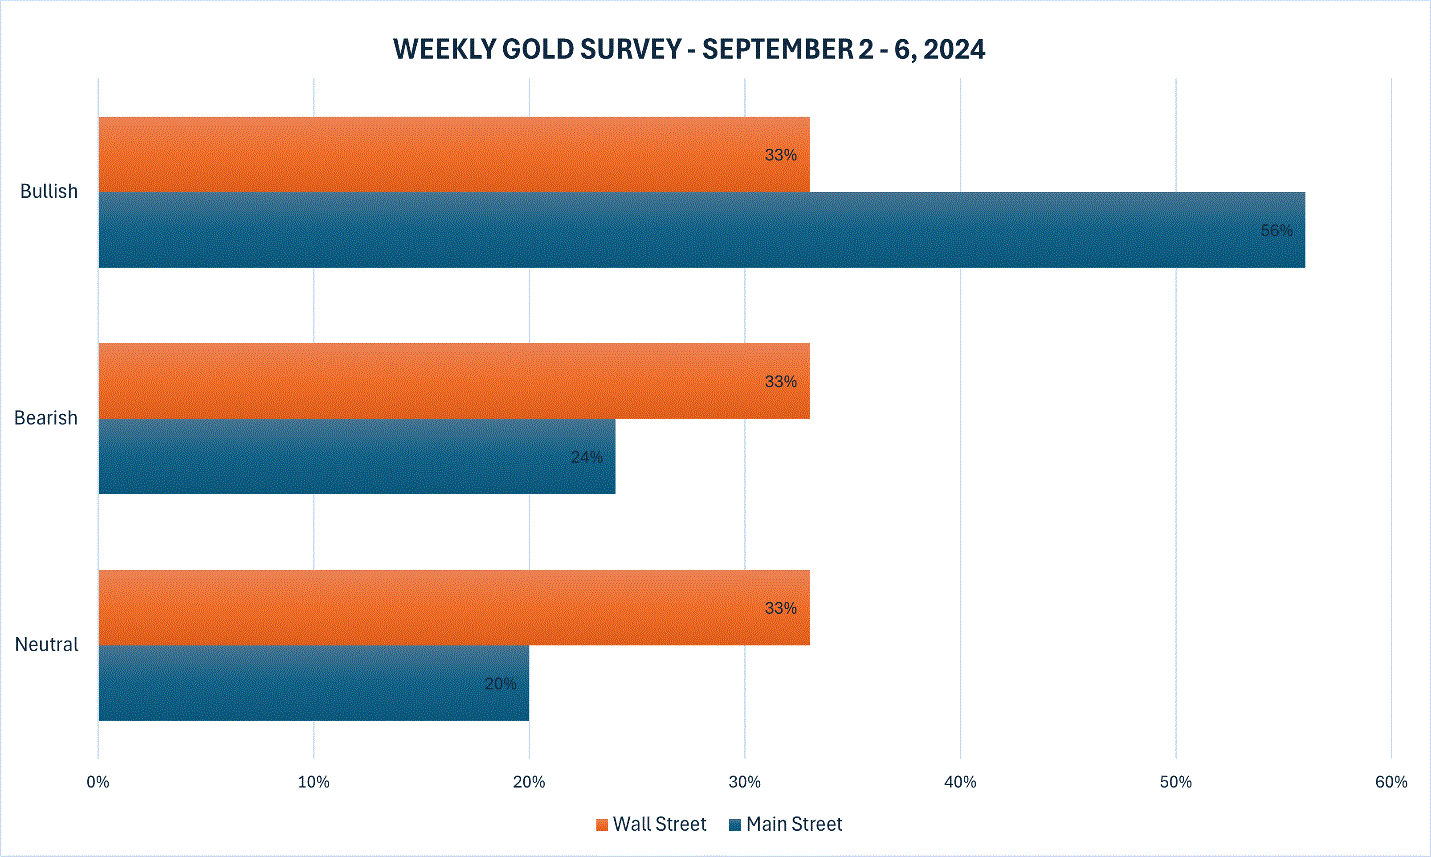 WEEKLY GOLD SURVEY - SEPTEMBER 2 - 6, 2024
33%
Bullish
56%
33%
Bearish
24%
33%
Neutral
20%
0% 10% 20% 30% 40% 50% 60%
Wall Street Main Street